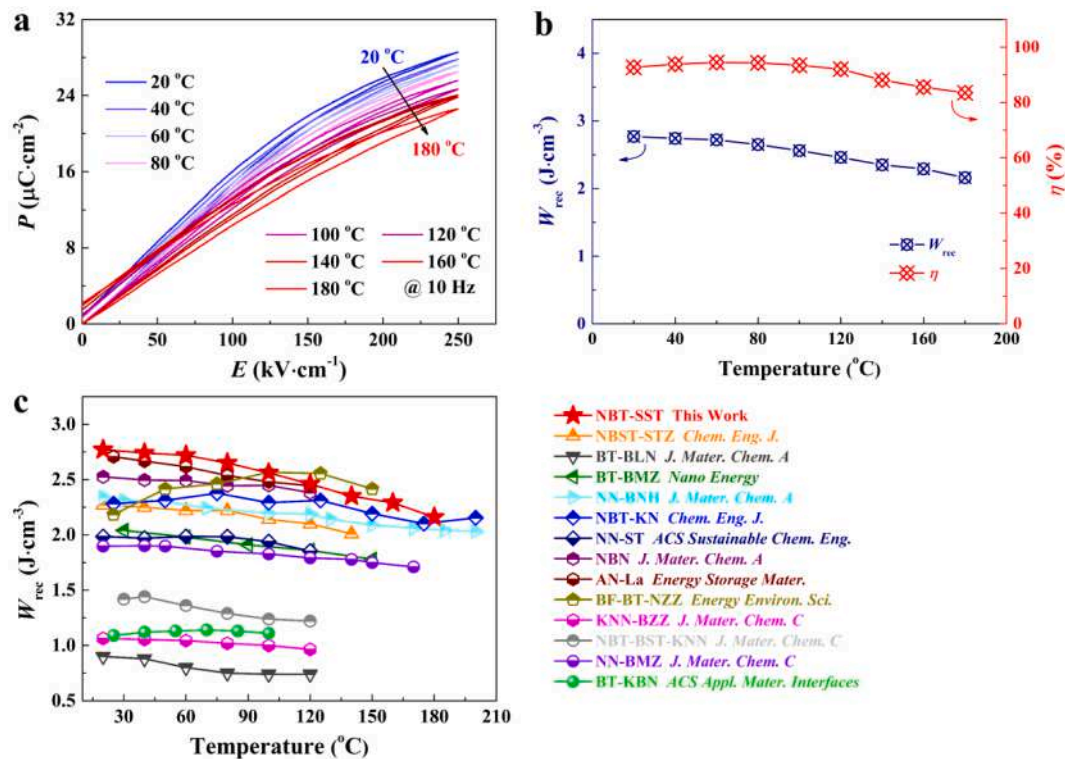 a
32
24
16
8
0
P (μC·cm⁻²)
20 °C
40 °C
60 °C
80 °C
20 °C
180 °C
100 °C
120 °C
140 °C
160 °C
180 °C
@ 10 Hz
0
50
100
150
200
250
E (kV·cm⁻¹)
b
4
3
2
1
0
W_rec (J·cm⁻³)
100
80
60
40
20
0
η (%)
W_rec
η
0
40
80
120
160
200
Temperature (°C)
c
3.0
2.5
2.0
1.5
1.0
0.5
W_rec (J·cm⁻³)
30
60
90
120
150
180
210
Temperature (°C)
NBT-SST This Work
NBST-STZ Chem. Eng. J.
BT-BLN J. Mater. Chem. A
BT-BMZ Nano Energy
NN-BNH J. Mater. Chem. A
NBT-KN Chem. Eng. J.
NN-ST ACS Sustainable Chem. Eng.
NBN J. Mater. Chem. A
AN-La Energy Storage Mater.
BF-BT-NZZ Energy Environ. Sci.
KNN-BZZ J. Mater. Chem. C
NBT-BST-KNN J. Mater. Chem. C
NN-BMZ J. Mater. Chem. C
BT-KBN ACS Appl. Mater. Interfaces